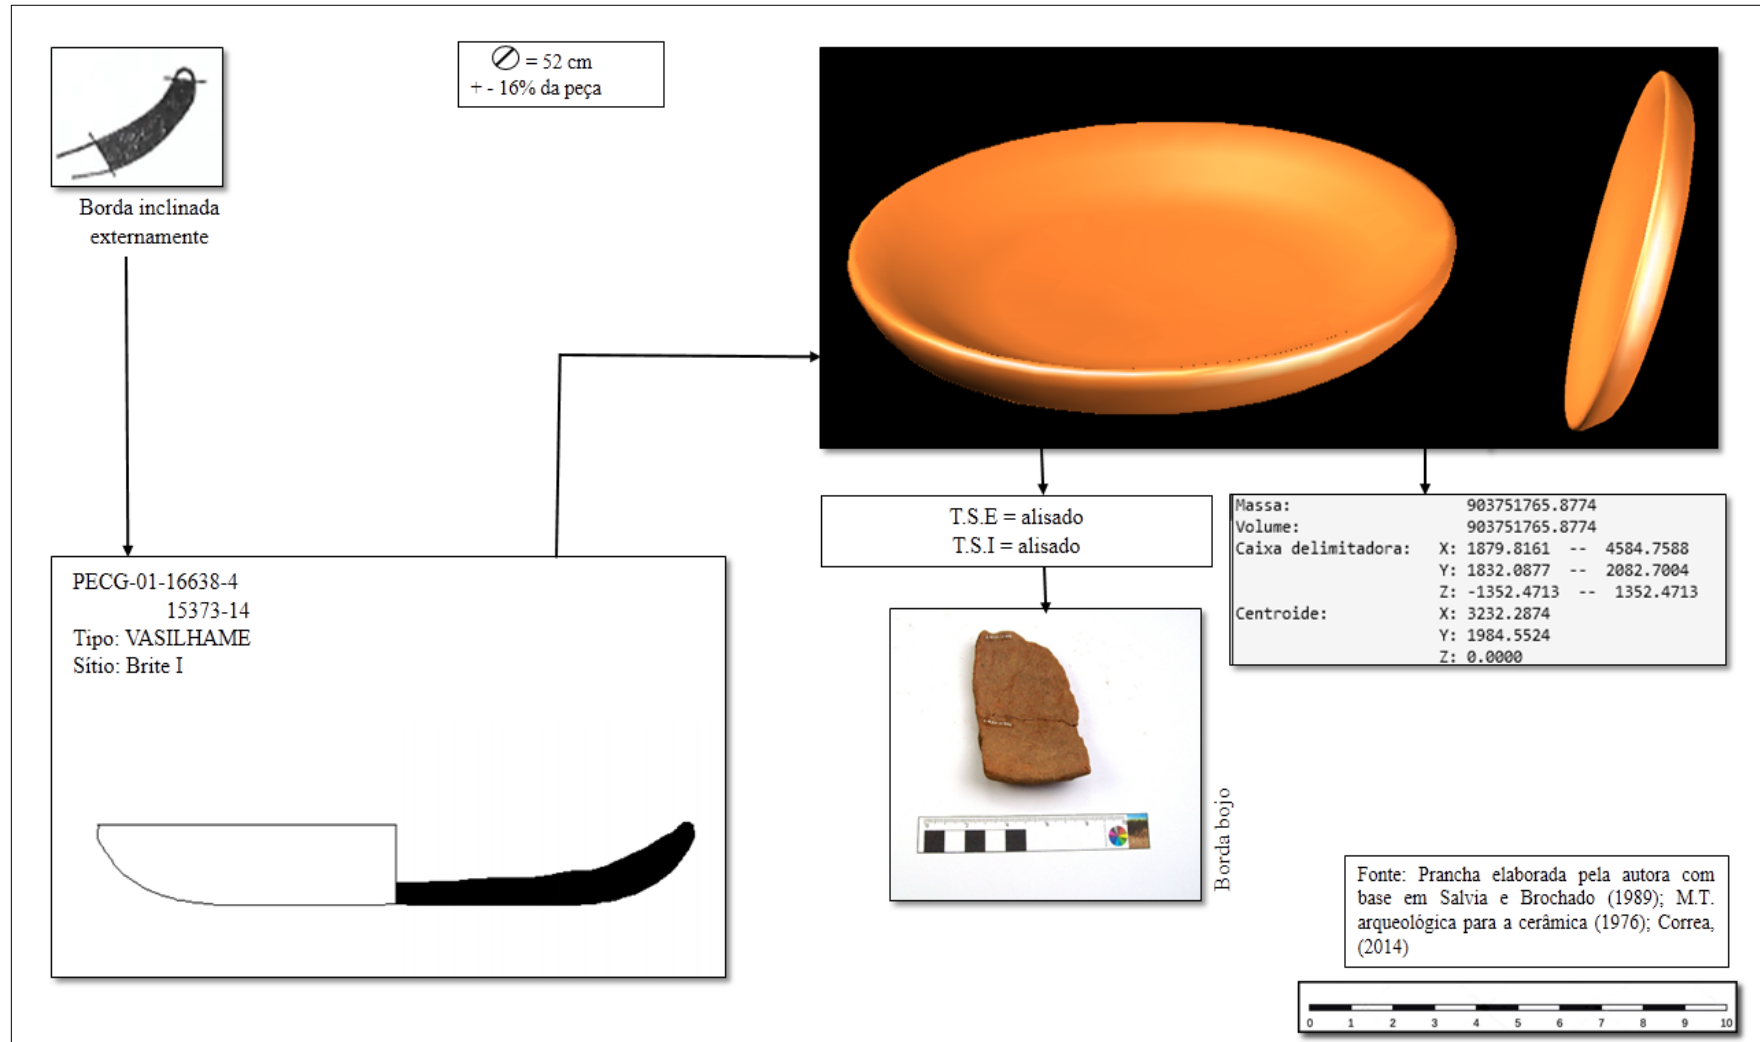 Borda inclinada
externamente
= 52 cm
+ - 16% da peça
PECG-01-16638-4
15373-14
Tipo: VASILHAME
Sítio: Brite I
T.S.E = alisado
T.S.I = alisado
Massa: 903751765.8774
Volume: 903751765.8774
Caixa delimitadora: X: 1879.8161 -- 4584.7588
Y: 1832.0877 -- 2082.7004
Z: -1352.4713 -- 1352.4713
Centroide: X: 3232.2874
Y: 1984.5524
Z: 0.0000
Borda bojo
Fonte: Prancha elaborada pela autora com
base em Salvia e Brochado (1989); M.T.
arqueológica para a cerâmica (1976); Correa,
(2014)
0 1 2 3 4 5 6 7 8 9 10